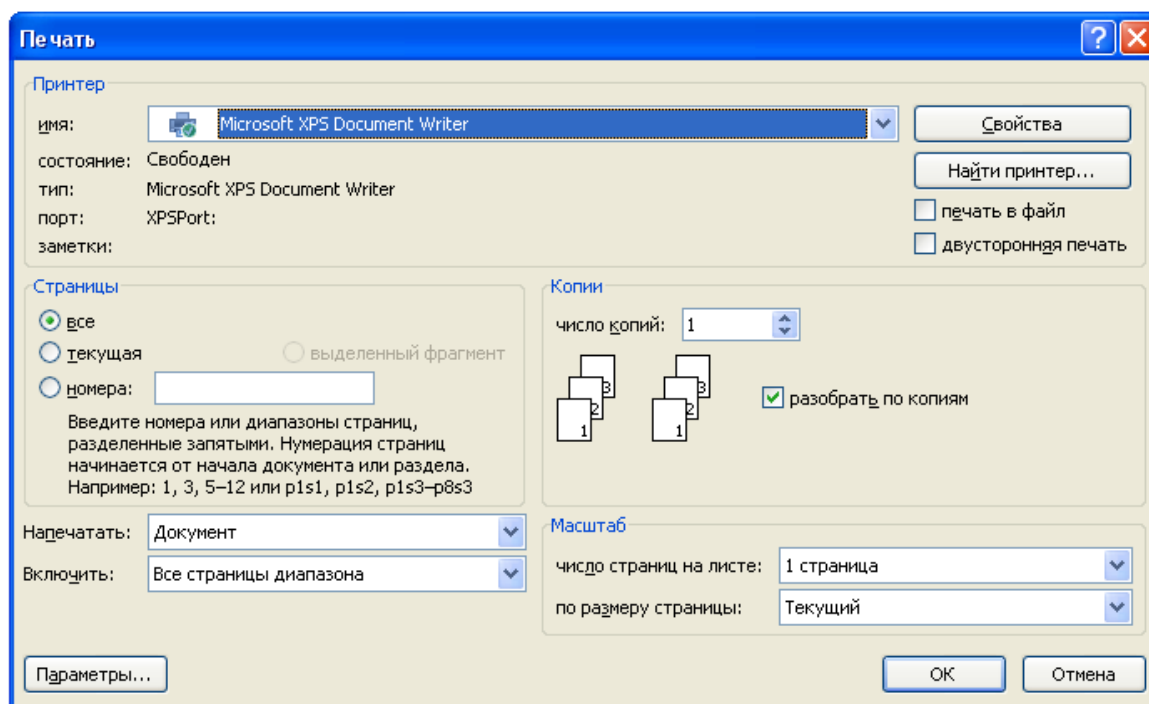 Печать
Принтер
имя: Microsoft XPS Document Writer
Свойства
состояние: Свободен
Найти принтер...
тип: Microsoft XPS Document Writer
порт: XPSPort:
печать в файл
заметки:
двусторонняя печать
Страницы
все
текущая
выделенный фрагмент
номера:
Введите номера или диапазоны страниц,
разделенные запятыми. Нумерация страниц
начинается от начала документа или раздела.
Например: 1, 3, 5–12 или p1s1, p1s2, p1s3–p8s3
Копии
число копий: 1
3 3
2 2
1 1
разобрать по копиям
Напечатать: Документ
Включить: Все страницы диапазона
Масштаб
число страниц на листе: 1 страница
по размеру страницы: Текущий
Параметры...
ОК
Отмена